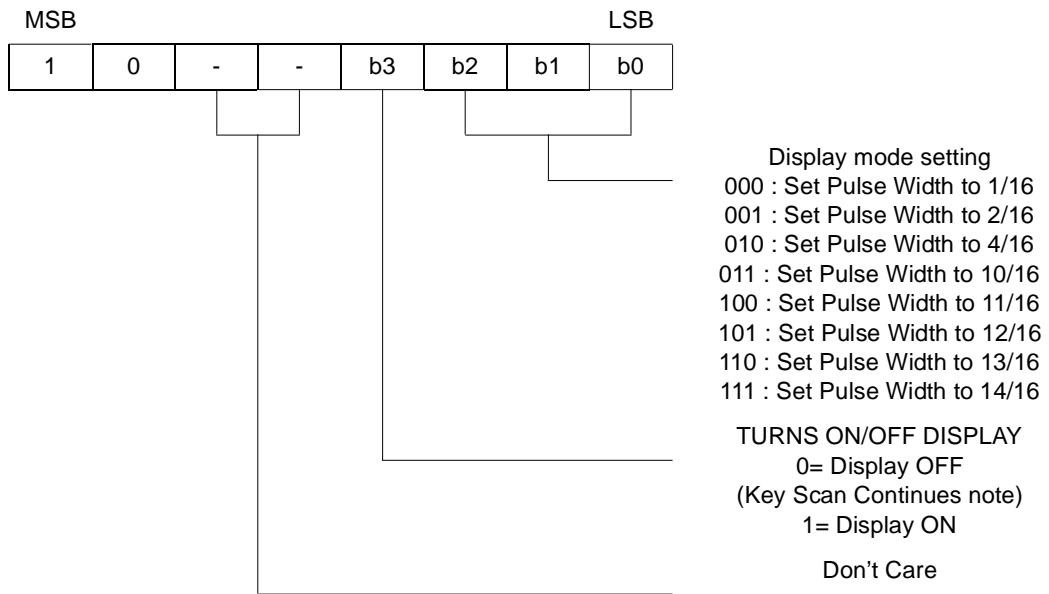 MSB LSB
1 0 - - b3 b2 b1 b0
Display mode setting
000 : Set Pulse Width to 1/16
001 : Set Pulse Width to 2/16
010 : Set Pulse Width to 4/16
011 : Set Pulse Width to 10/16
100 : Set Pulse Width to 11/16
101 : Set Pulse Width to 12/16
110 : Set Pulse Width to 13/16
111 : Set Pulse Width to 14/16
TURNS ON/OFF DISPLAY
0= Display OFF
(Key Scan Continues note)
1= Display ON
Don't Care